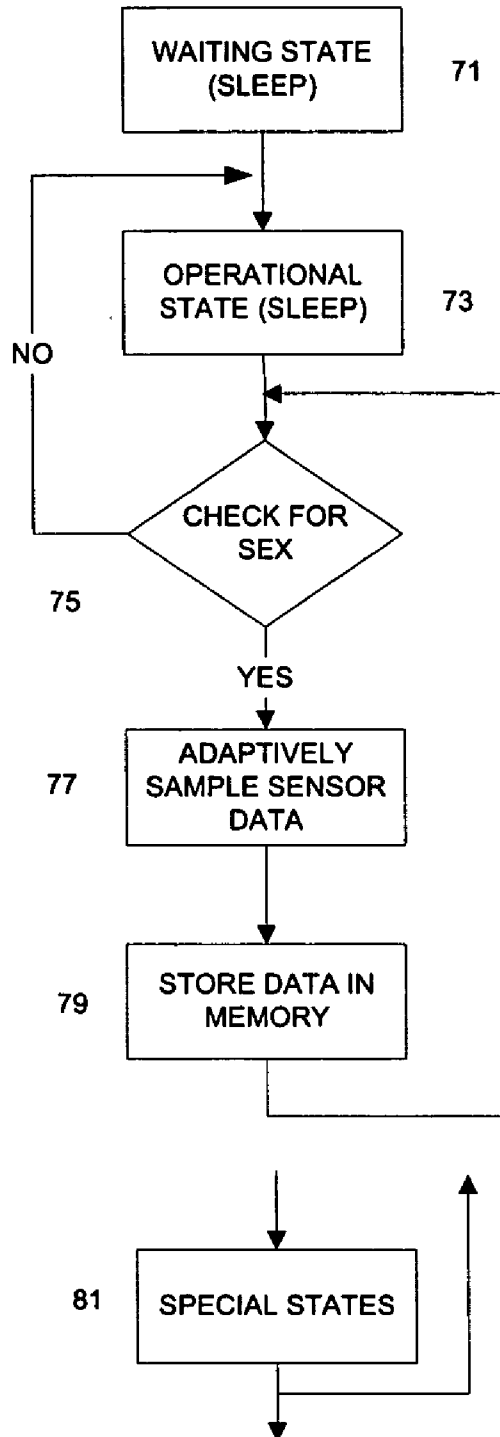 WAITING STATE
(SLEEP)
71
OPERATIONAL
STATE (SLEEP)
73
NO
CHECK FOR
SEX
75
YES
ADAPTIVELY
SAMPLE SENSOR
DATA
77
STORE DATA IN
MEMORY
79
SPECIAL STATES
81